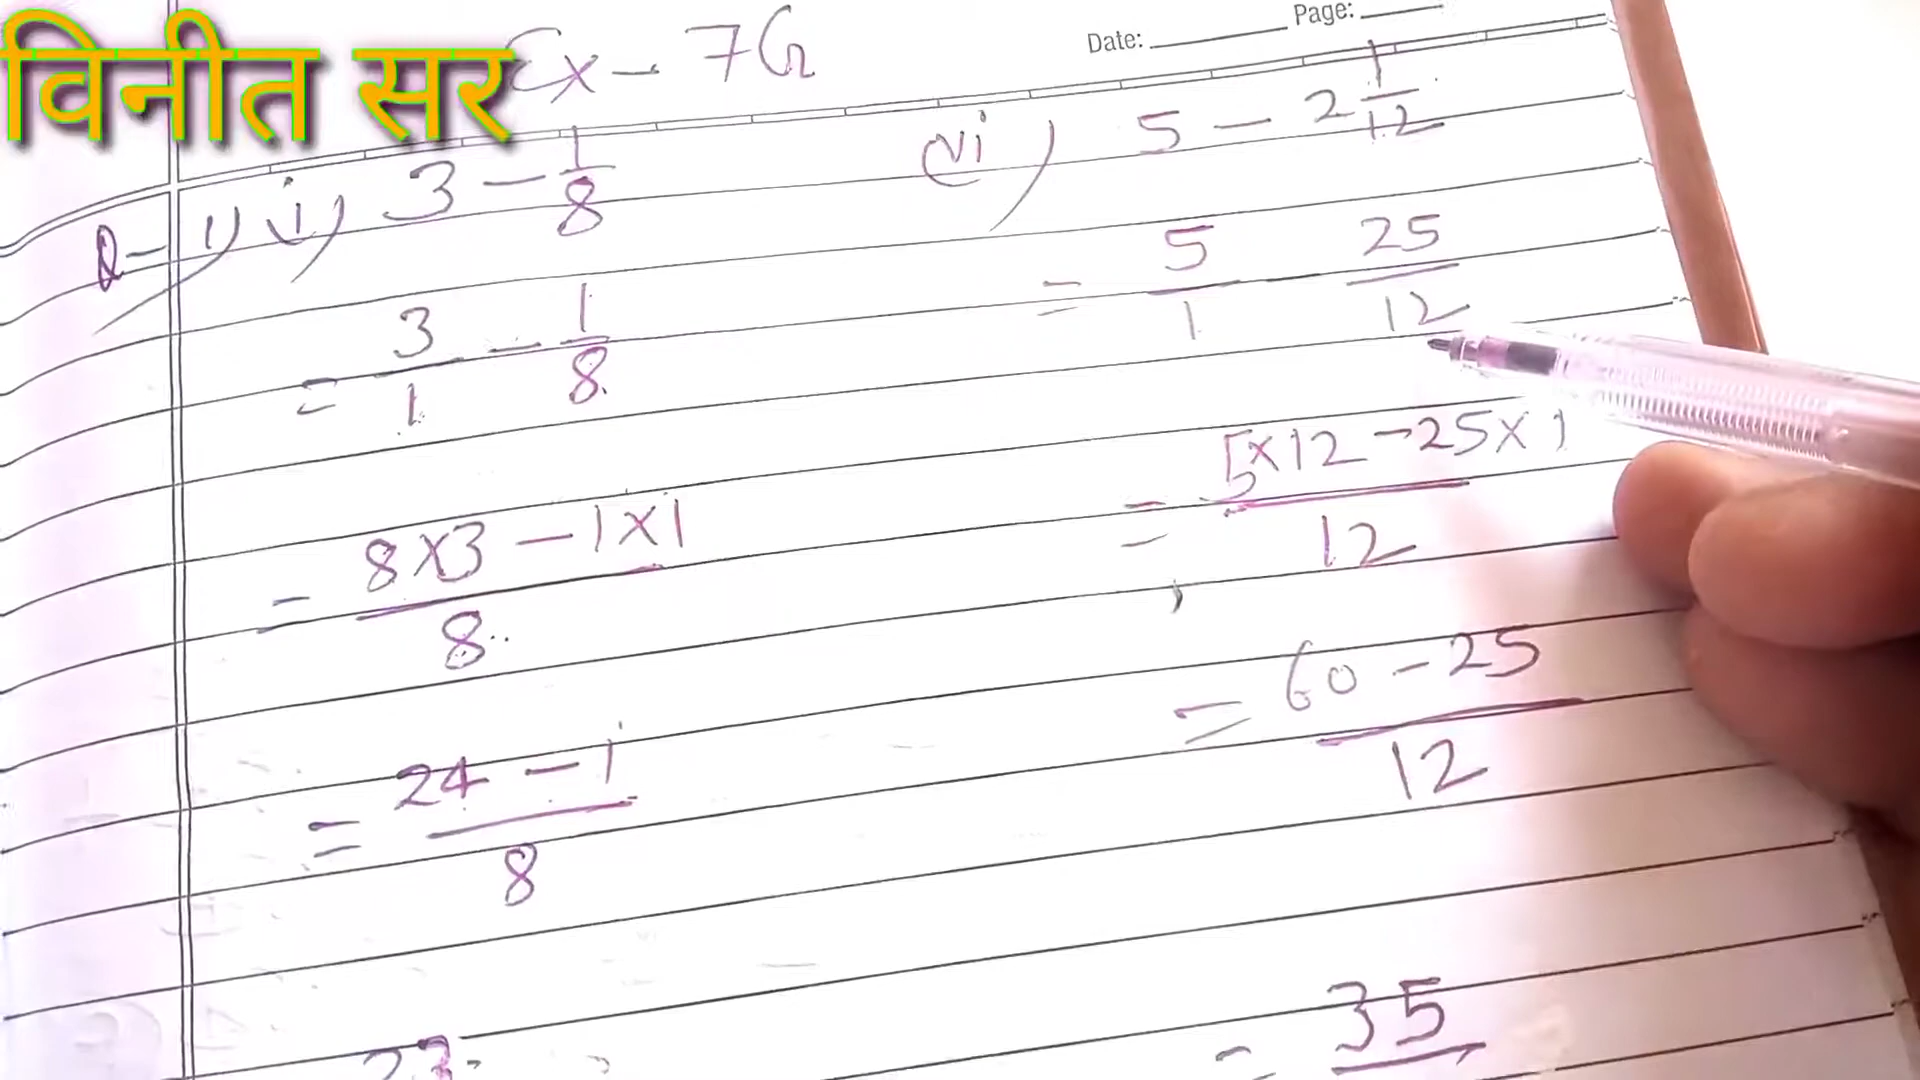 विनीत सर
Ex - 7G
Date:
Page:
Q-1) v) 3 - 1/8
= 3/1 - 1/8
= (8×3 - 1×1)/8
= (24 - 1)/8
23
(vi) 5 - 2 1/12
= 5/1 - 25/12
= (5×12 - 25×1)/12
= (60 - 25)/12
= 35